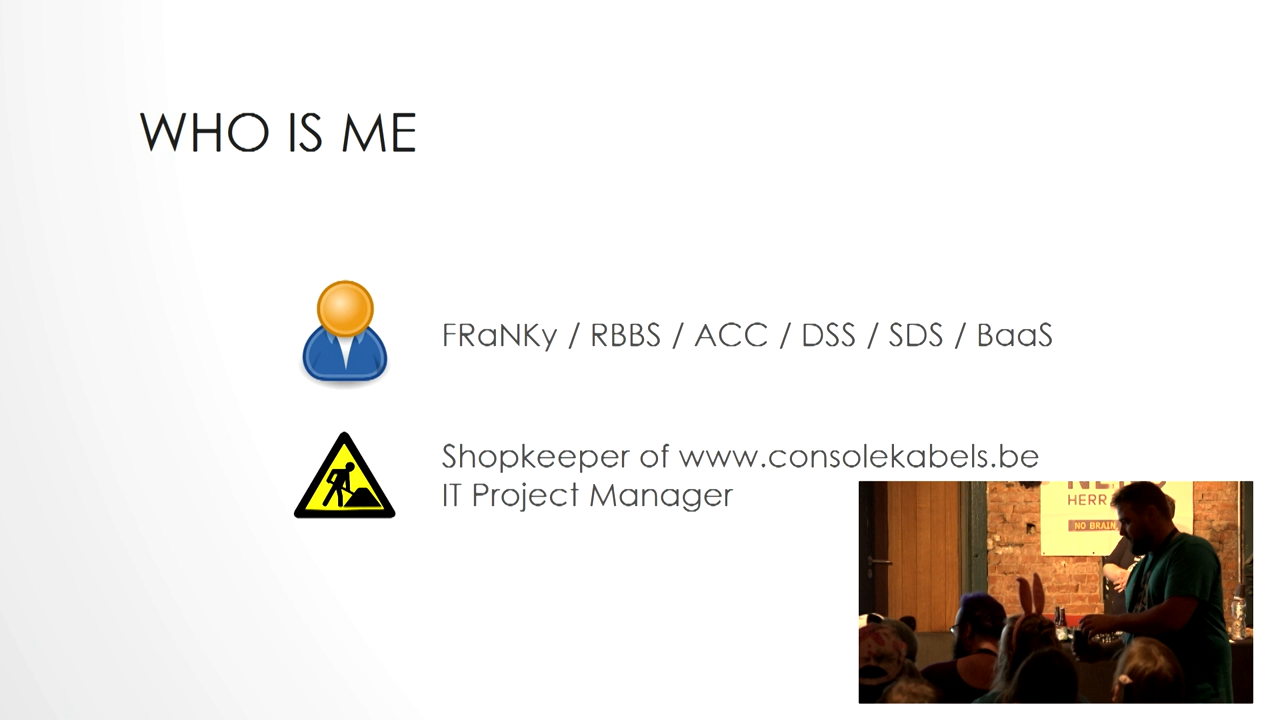 WHO IS ME
FRaNKy / RBBS / ACC / DSS / SDS / BaaS
Shopkeeper of www.consolekabels.be
IT Project Manager
HERR
NO BRAIN